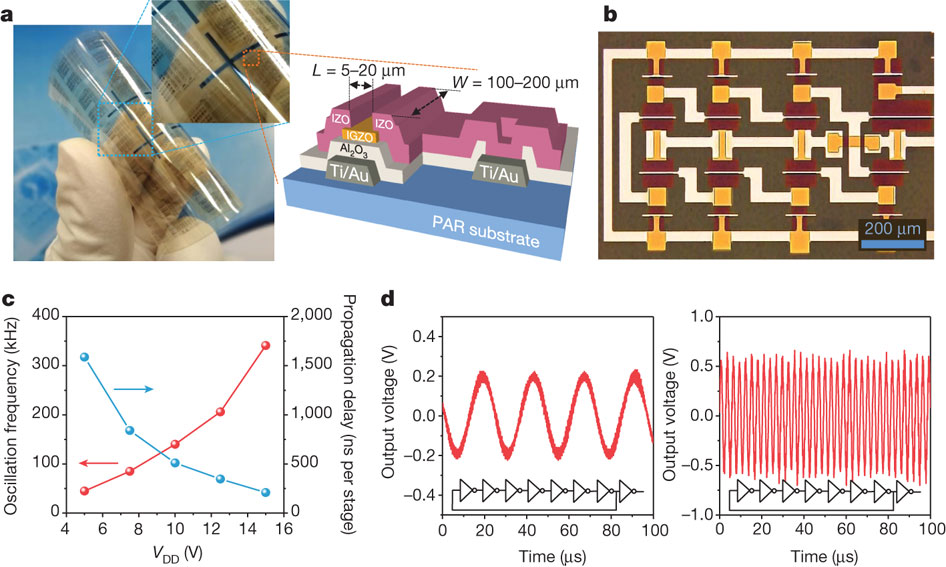 a
L = 5–20 μm
W = 100–200 μm
IZO
IZO
IGZO
Al2O3
Ti/Au
Ti/Au
PAR substrate
b
200 μm
c
Oscillation frequency (kHz)
400
300
200
100
0
2,000
1,500
1,000
500
0
Propagation delay (ns per stage)
4 6 8 10 12 14 16
VDD (V)
d
Output voltage (V)
0.4
0.2
0.0
−0.2
−0.4
0 20 40 60 80 100
Time (μs)
Output voltage (V)
1.0
0.5
0.0
−0.5
−1.0
0 20 40 60 80 100
Time (μs)